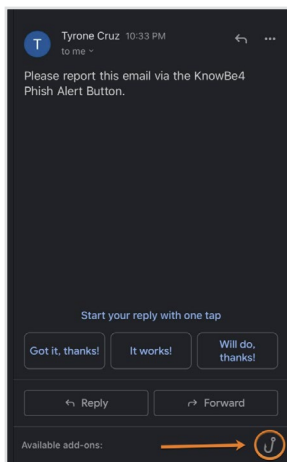 T
Tyrone Cruz 10:33 PM
to me
Please report this email via the KnowBe4
Phish Alert Button.
Start your reply with one tap
Got it, thanks!
It works!
Will do,
thanks!
Reply
Forward
Available add-ons: